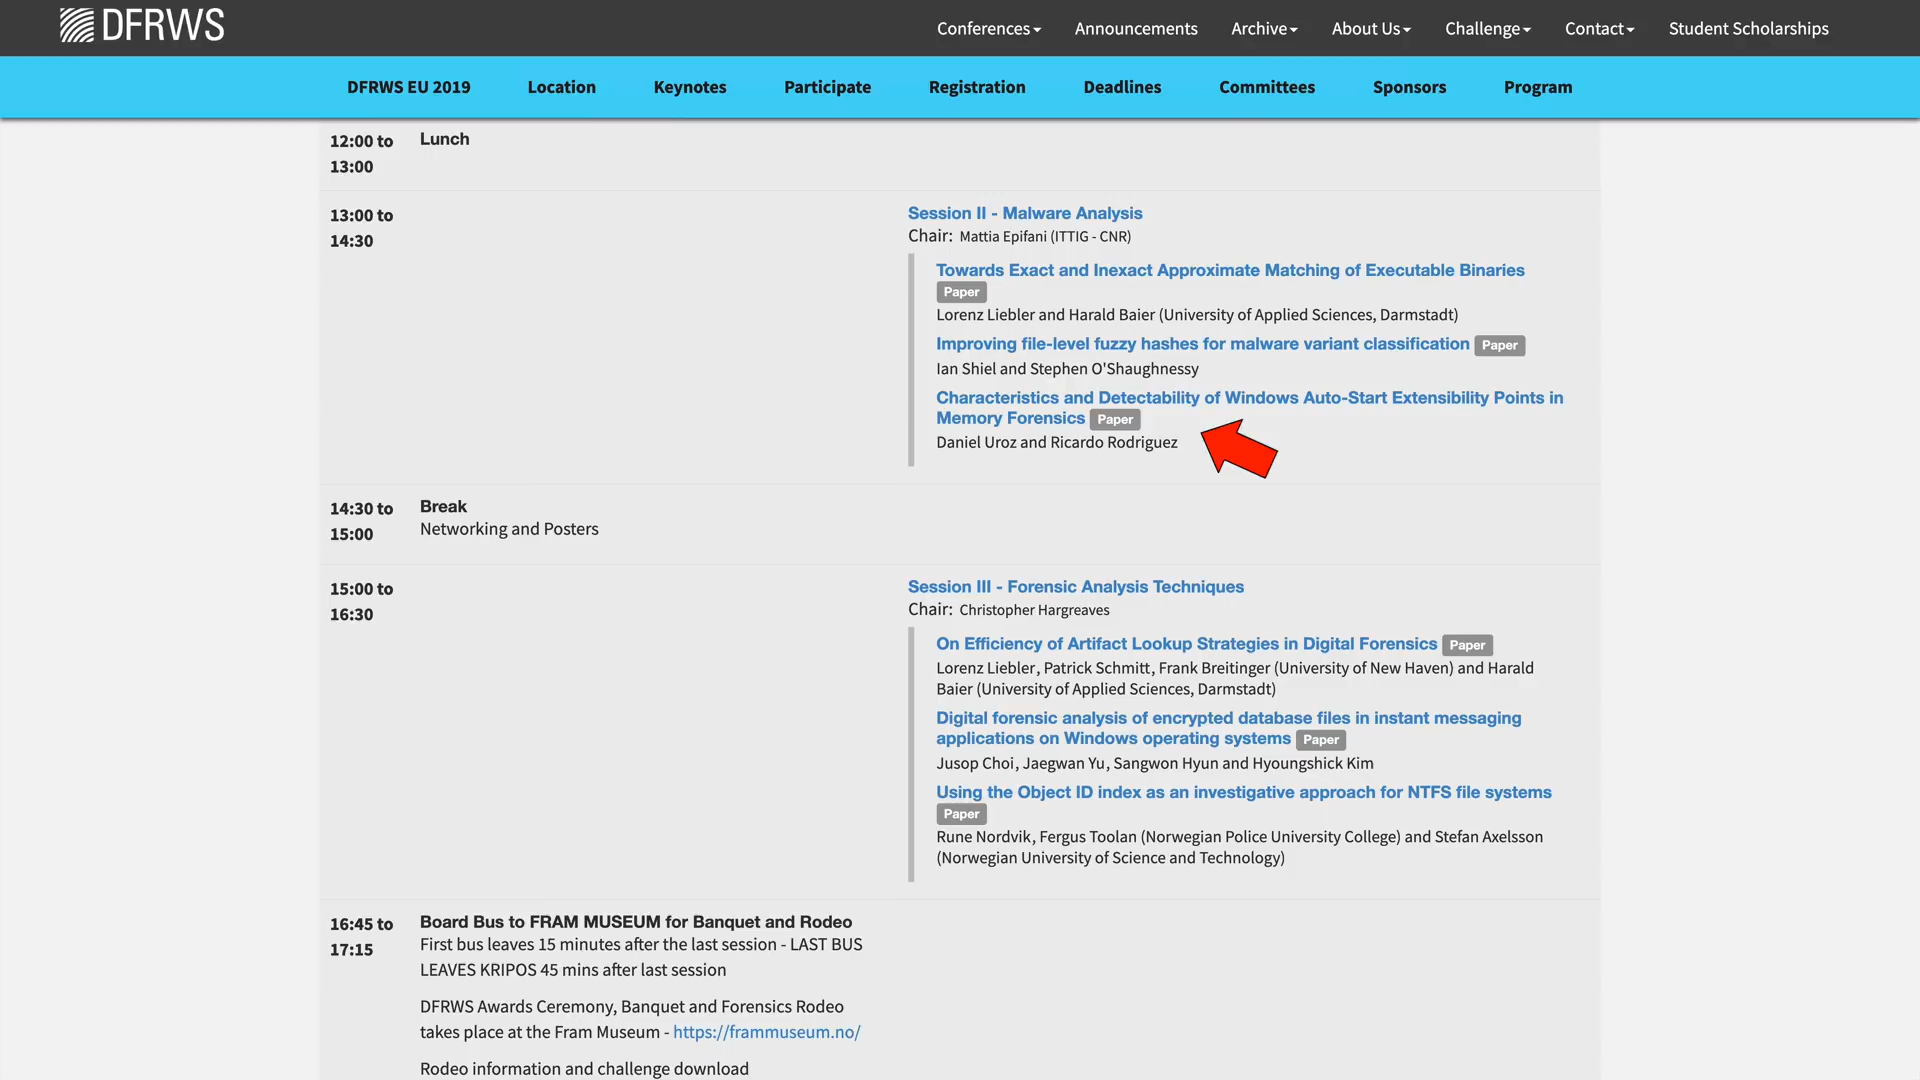 DFRWS
Conferences Announcements Archive About Us Challenge Contact Student Scholarships
DFRWS EU 2019 Location Keynotes Participate Registration Deadlines Committees Sponsors Program
12:00 to
13:00
Lunch
13:00 to
14:30
Session II - Malware Analysis
Chair: Mattia Epifani (ITTIG - CNR)
Towards Exact and Inexact Approximate Matching of Executable Binaries
Paper
Lorenz Liebler and Harald Baier (University of Applied Sciences, Darmstadt)
Improving file-level fuzzy hashes for malware variant classification Paper
Ian Shiel and Stephen O'Shaughnessy
Characteristics and Detectability of Windows Auto-Start Extensibility Points in
Memory Forensics Paper
Daniel Uroz and Ricardo Rodriguez
14:30 to
15:00
Break
Networking and Posters
15:00 to
16:30
Session III - Forensic Analysis Techniques
Chair: Christopher Hargreaves
On Efficiency of Artifact Lookup Strategies in Digital Forensics Paper
Lorenz Liebler, Patrick Schmitt, Frank Breitinger (University of New Haven) and Harald
Baier (University of Applied Sciences, Darmstadt)
Digital forensic analysis of encrypted database files in instant messaging
applications on Windows operating systems Paper
Jusop Choi, Jaegwan Yu, Sangwon Hyun and Hyoungshick Kim
Using the Object ID index as an investigative approach for NTFS file systems
Paper
Rune Nordvik, Fergus Toolan (Norwegian Police University College) and Stefan Axelsson
(Norwegian University of Science and Technology)
16:45 to
17:15
Board Bus to FRAM MUSEUM for Banquet and Rodeo
First bus leaves 15 minutes after the last session - LAST BUS
LEAVES KRIPOS 45 mins after last session
DFRWS Awards Ceremony, Banquet and Forensics Rodeo
takes place at the Fram Museum - https://frammuseum.no/
Rodeo information and challenge download